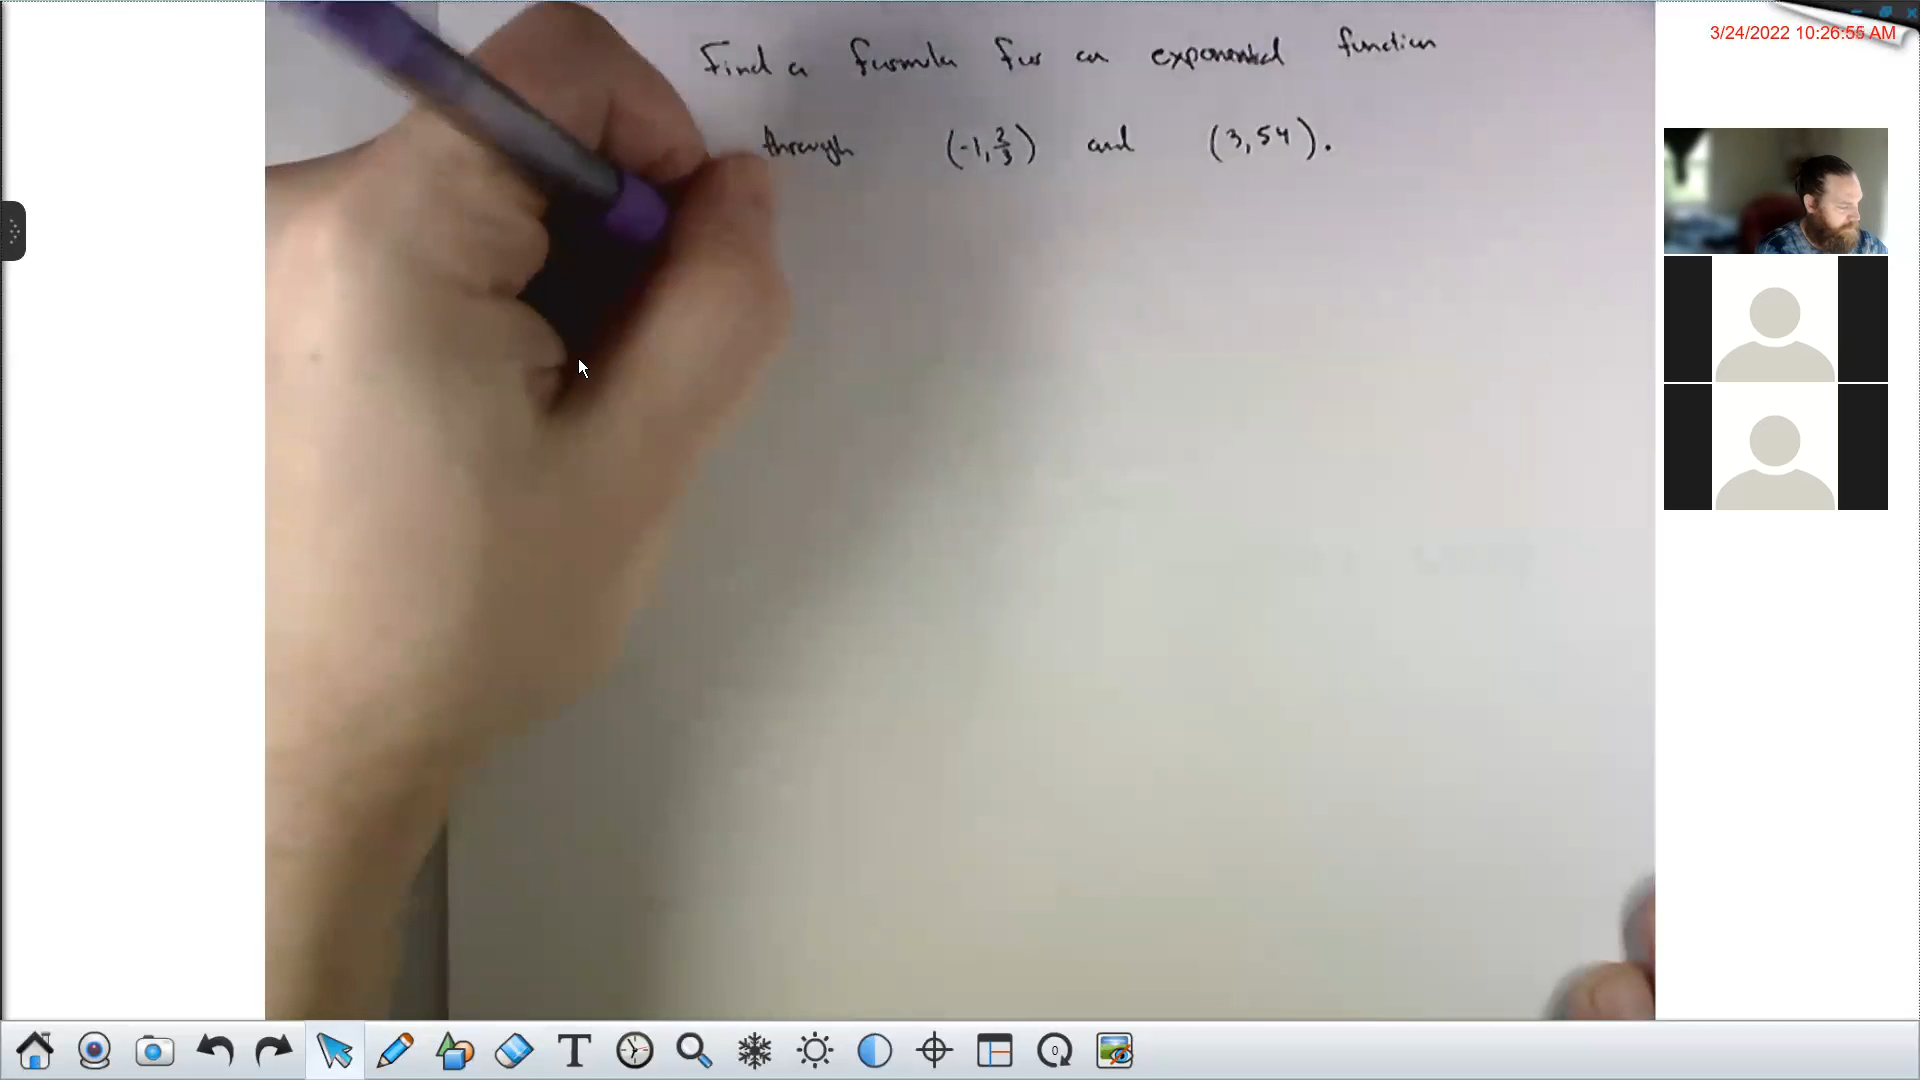 3/24/2022 10:26:55 AM
Find a formula for an exponential function
through (-1, 2/3) and (3, 54).
T
0